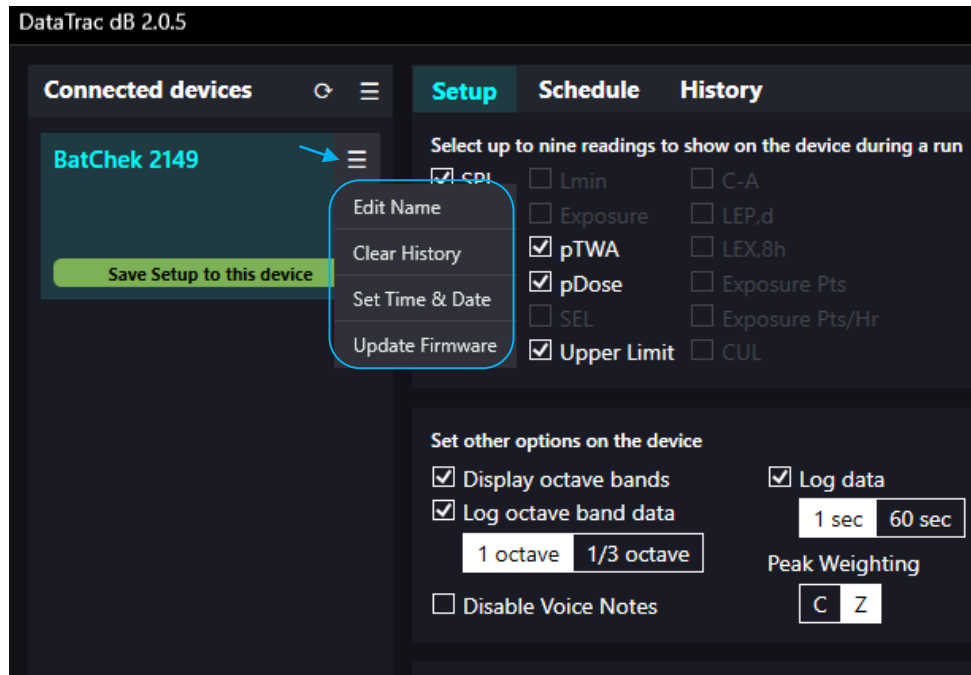 DataTrac dB 2.0.5
Connected devices
BatChek 2149
Save Setup to this device
Edit Name
Clear History
Set Time & Date
Update Firmware
Setup Schedule History
Select up to nine readings to show on the device during a run
SPL Lmin C-A
Exposure LEP,d
pTWA LEX,8h
pDose Exposure Pts
SEL Exposure Pts/Hr
Upper Limit CUL
Set other options on the device
Display octave bands
Log octave band data
1 octave 1/3 octave
Disable Voice Notes
Log data
1 sec 60 sec
Peak Weighting
C Z